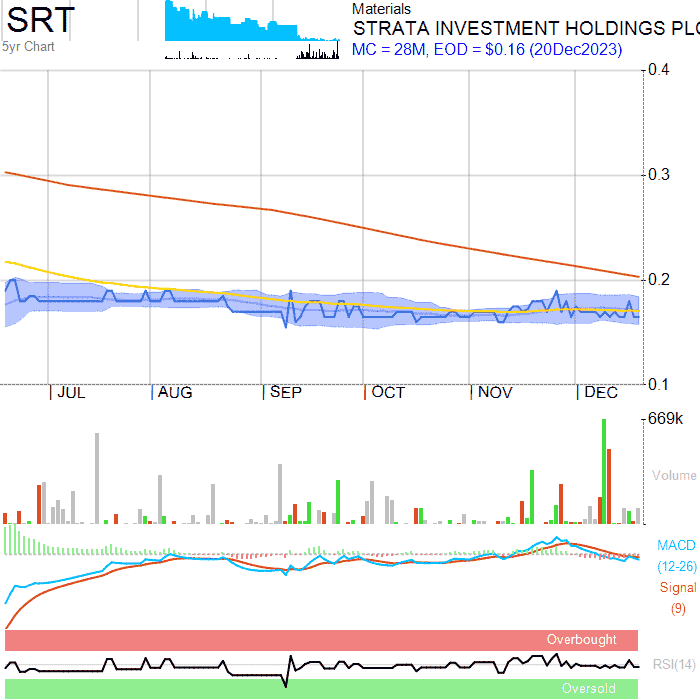 SRT
5yr Chart
Materials
STRATA INVESTMENT HOLDINGS PLC
MC = 28M, EOD = $0.16 (20Dec2023)
0.4
0.3
0.2
0.1
JUL AUG SEP OCT NOV DEC
669k
Volume
MACD
(12-26)
Signal
(9)
Overbought
RSI(14)
Oversold